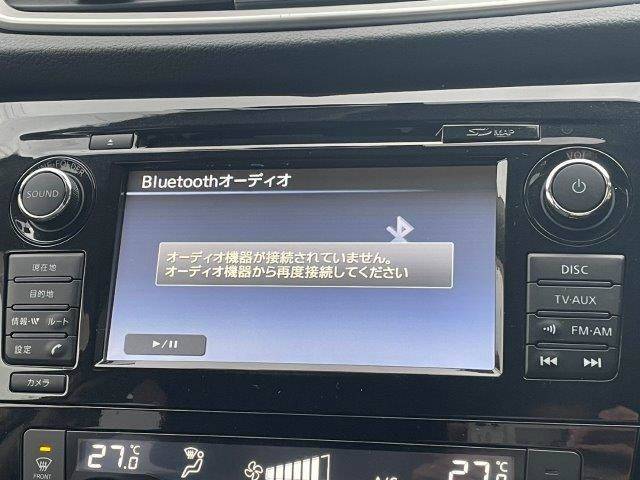 SD MAP
FOLDER
SOUND
VOL
Bluetoothオーディオ
オーディオ機器が接続されていません。
オーディオ機器から再度接続してください
現在地
目的地
情報・VI ルート
設定
カメラ
DISC
TV・AUX
FM・AM
FRONT
27.0℃
A/C
27.0℃